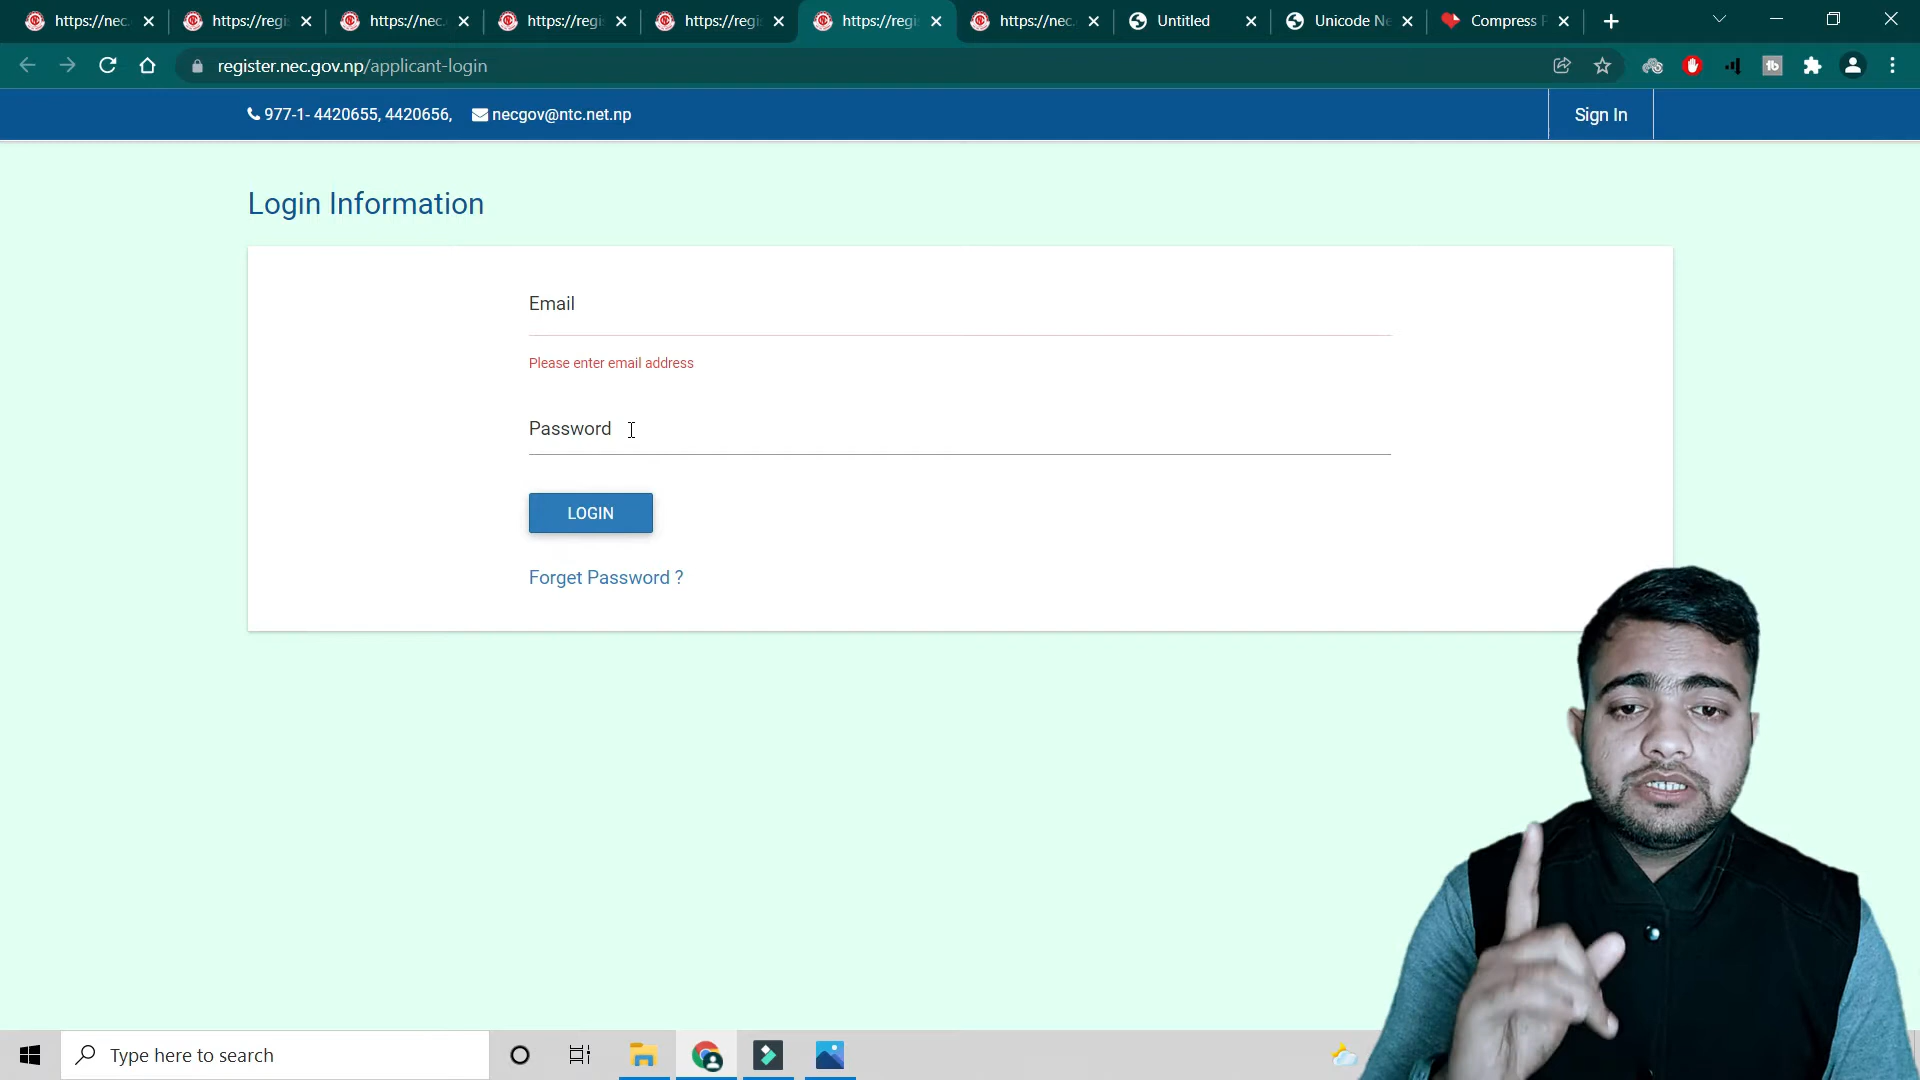 https://nec.
https://regi
https://nec.
https://regi
https://regi
https://regi
https://nec.
Untitled
Unicode Ne
Compress F
register.nec.gov.np/applicant-login
977-1- 4420655, 4420656,
necgov@ntc.net.np
Sign In
Login Information
Email
Please enter email address
Password
LOGIN
Forget Password ?
Type here to search